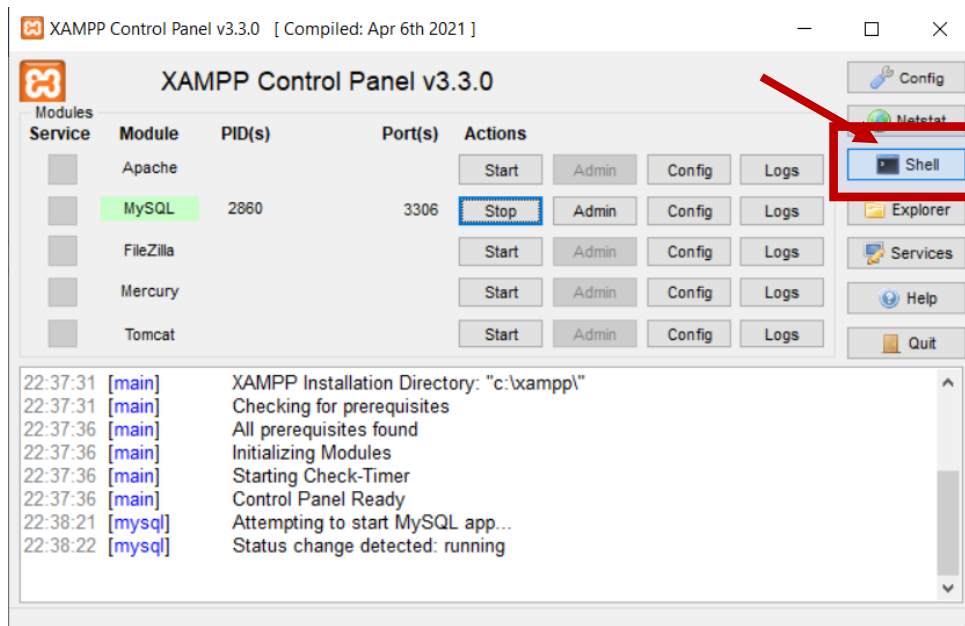 XAMPP Control Panel v3.3.0 [ Compiled: Apr 6th 2021 ]
XAMPP Control Panel v3.3.0
Config
Modules
Service Module PID(s) Port(s) Actions
Netstat
Apache Start Admin Config Logs
Shell
MySQL 2860 3306 Stop Admin Config Logs
Explorer
FileZilla Start Admin Config Logs
Services
Mercury Start Admin Config Logs
Help
Tomcat Start Admin Config Logs
Quit
22:37:31 [main] XAMPP Installation Directory: "c:\xampp\"
22:37:31 [main] Checking for prerequisites
22:37:36 [main] All prerequisites found
22:37:36 [main] Initializing Modules
22:37:36 [main] Starting Check-Timer
22:37:36 [main] Control Panel Ready
22:38:21 [mysql] Attempting to start MySQL app...
22:38:22 [mysql] Status change detected: running